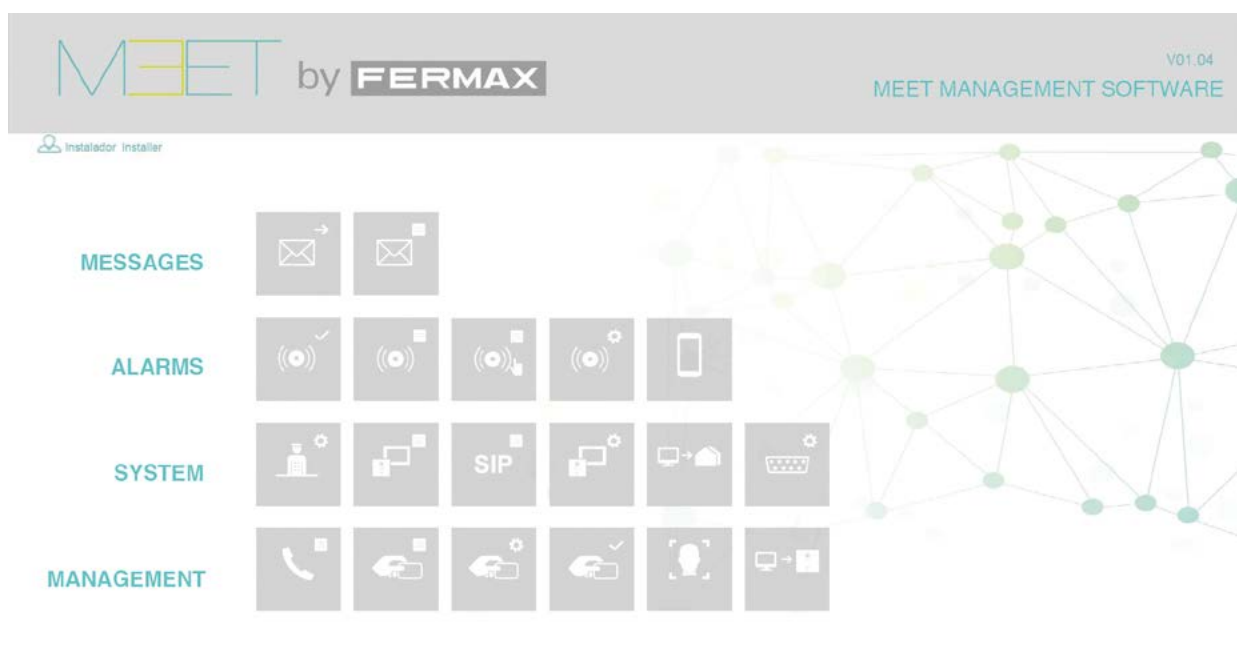 MEET by FERMAX
V01.04
MEET MANAGEMENT SOFTWARE
Instalador Installer
MESSAGES
ALARMS
SYSTEM
SIP
MANAGEMENT